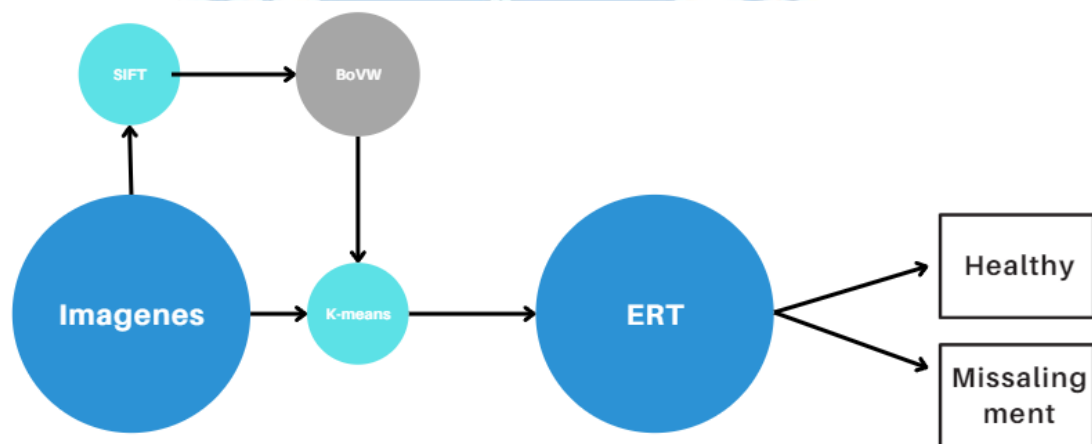 SIFT
BoVW
Imagenes
K-means
ERT
Healthy
Missaling
ment